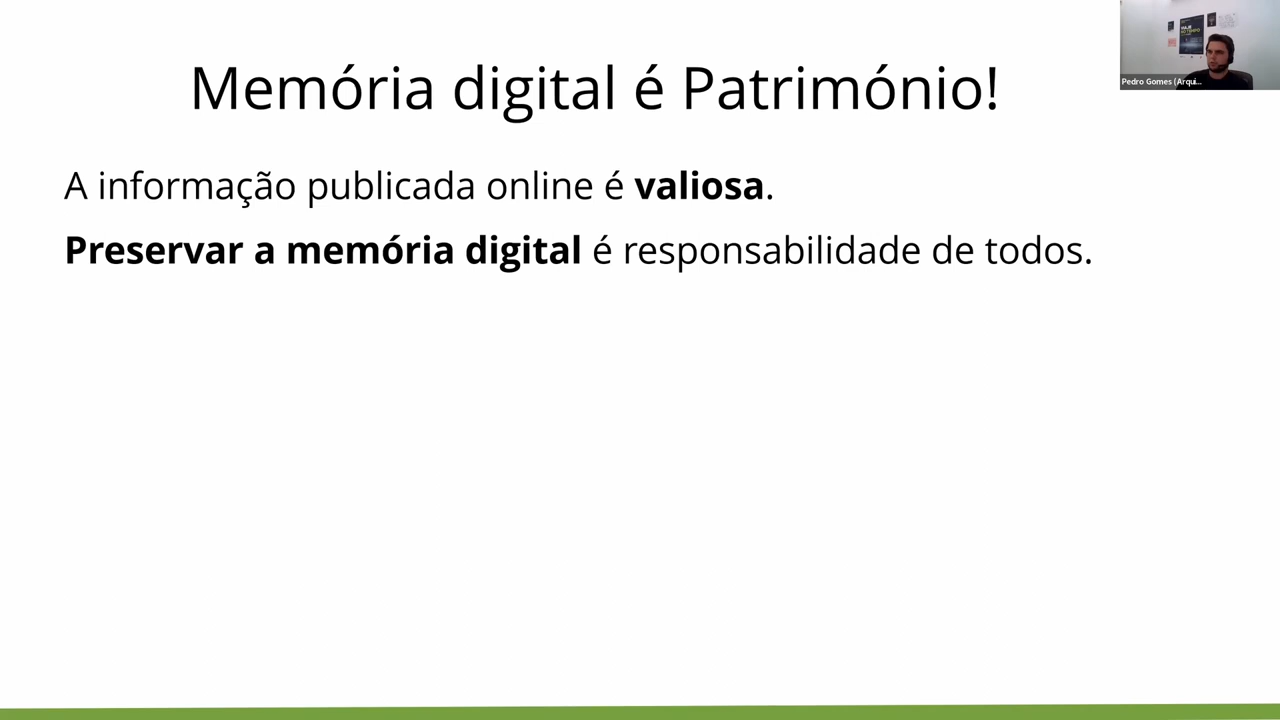 Memória digital é Património!
A informação publicada online é valiosa.
Preservar a memória digital é responsabilidade de todos.
Pedro Gomes (Arqui...